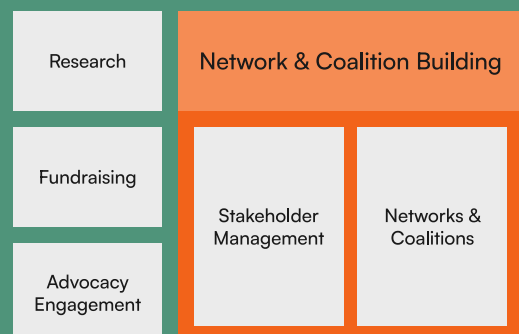 Research
Network & Coalition Building
Fundraising
Stakeholder
Management
Networks &
Coalitions
Advocacy
Engagement